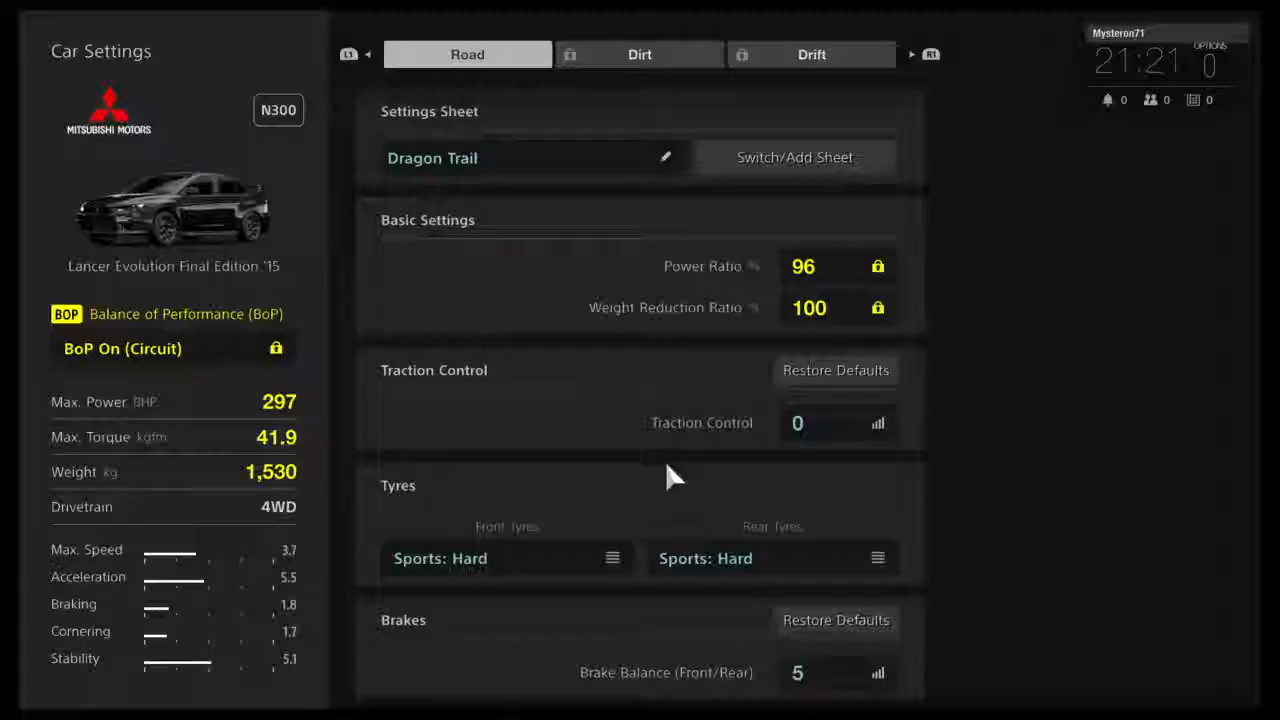 Car Settings
MITSUBISHI MOTORS
N300
Lancer Evolution Final Edition '15
BOP Balance of Performance (BoP)
BoP On (Circuit)
Max. Power BHP 297
Max. Torque kgfm 41.9
Weight kg 1,530
Drivetrain 4WD
Max. Speed 3.7
Acceleration 5.5
Braking 1.8
Cornering 1.7
Stability 5.1
L1 Road Dirt Drift R1
Settings Sheet
Dragon Trail Switch/Add Sheet
Basic Settings
Power Ratio % 96
Weight Reduction Ratio % 100
Traction Control Restore Defaults
Traction Control 0
Tyres
Front Tyres Rear Tyres
Sports: Hard Sports: Hard
Brakes Restore Defaults
Brake Balance (Front/Rear) 5
Mysteron71
21:21 OPTIONS 0
0 0 0